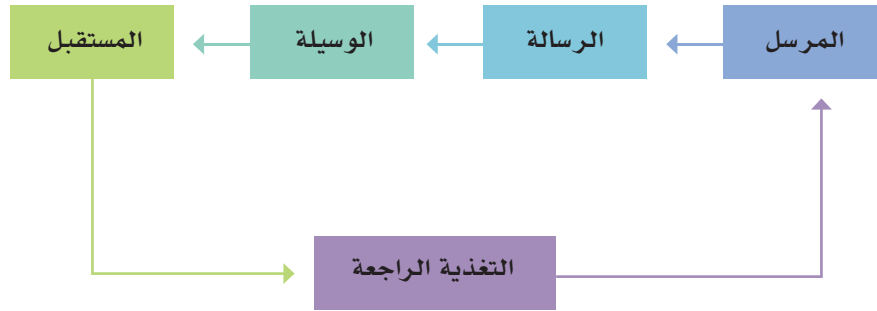 المرسل
الرسالة
الوسيلة
المستقبل
التغذية الراجعة